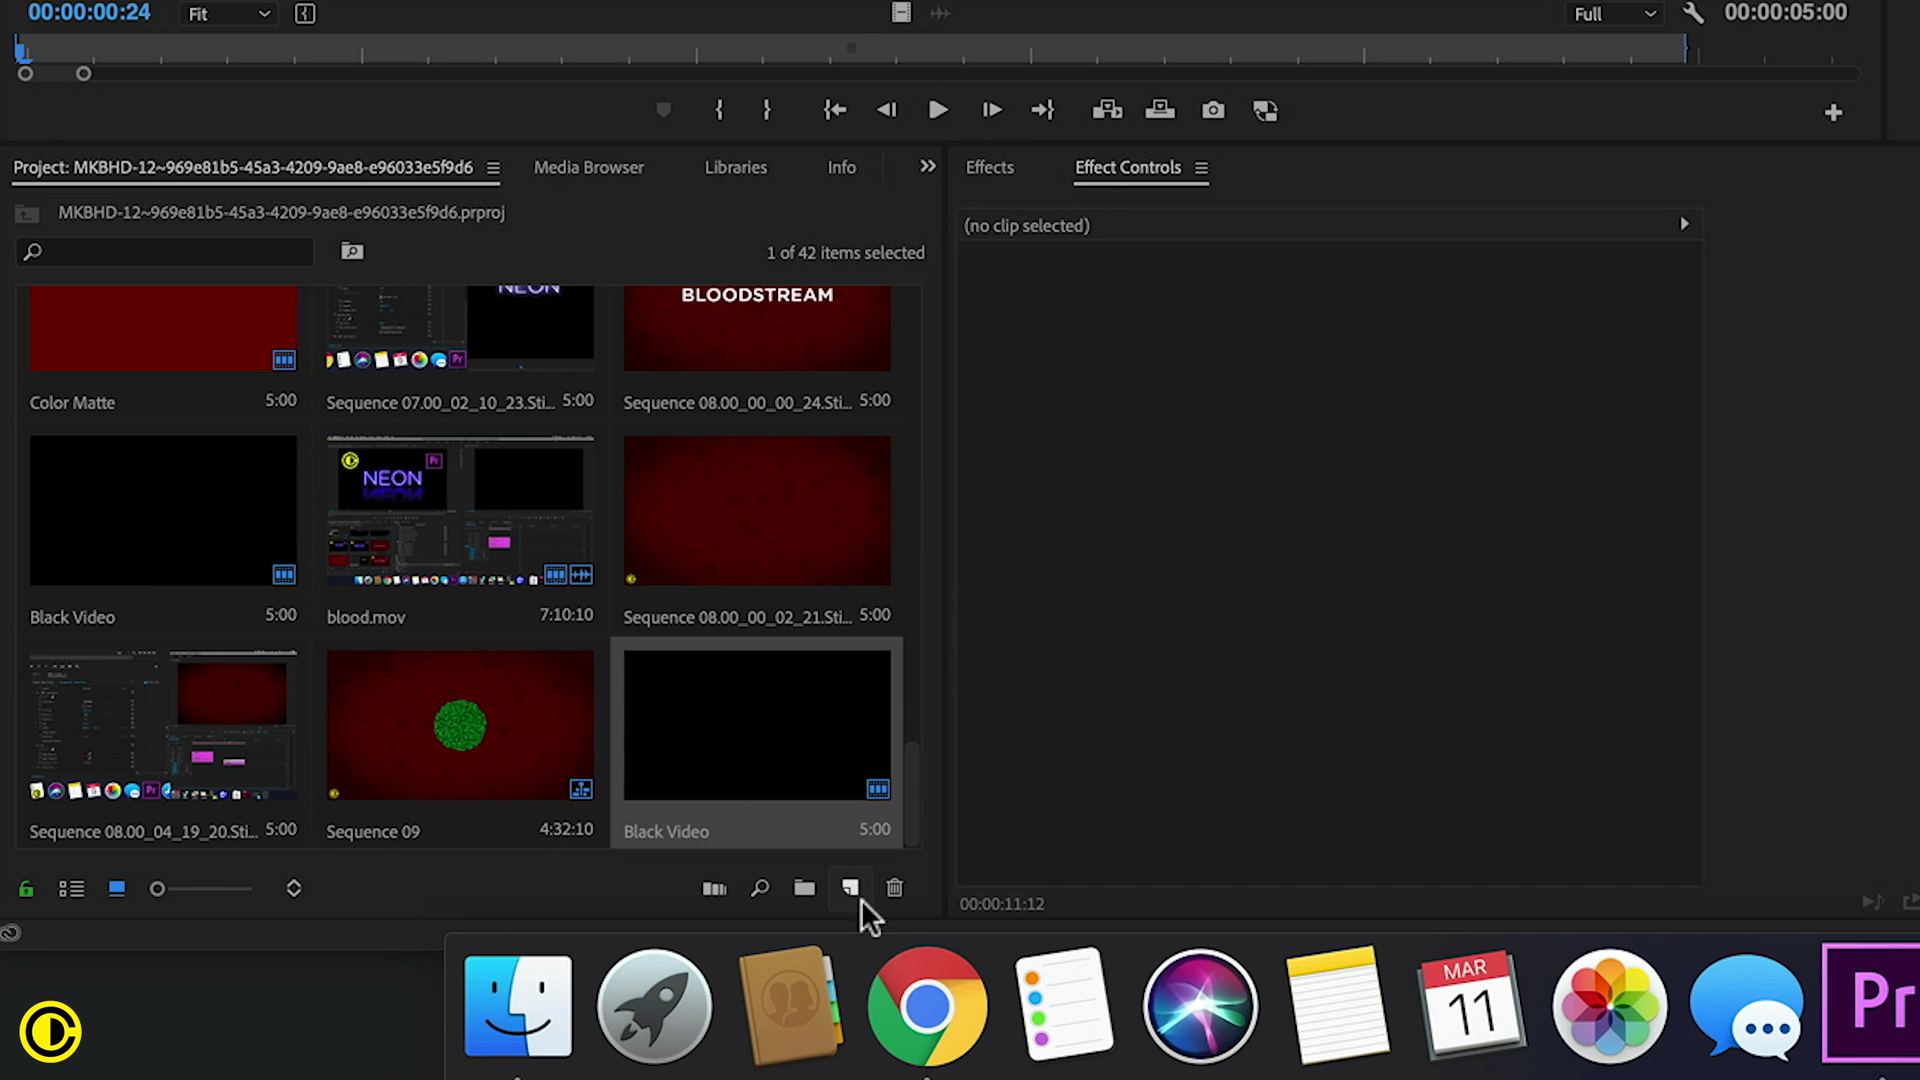 00:00:00:24 Fit Full 00:00:05:00
Project: MKBHD-12~969e81b5-45a3-4209-9ae8-e96033e5f9d6 Media Browser Libraries Info Effects Effect Controls
MKBHD-12~969e81b5-45a3-4209-9ae8-e96033e5f9d6.prproj
(no clip selected)
1 of 42 items selected
NEON
BLOODSTREAM
Color Matte 5:00
Sequence 07.00_02_10_23.Sti... 5:00
Sequence 08.00_00_00_24.Sti... 5:00
Pr
NEON
Black Video 5:00
blood.mov 7:10:10
Sequence 08.00_00_02_21.Sti... 5:00
Sequence 08.00_04_19_20.Sti... 5:00
Sequence 09 4:32:10
Black Video 5:00
00:00:11:12
MAR
11
Pr